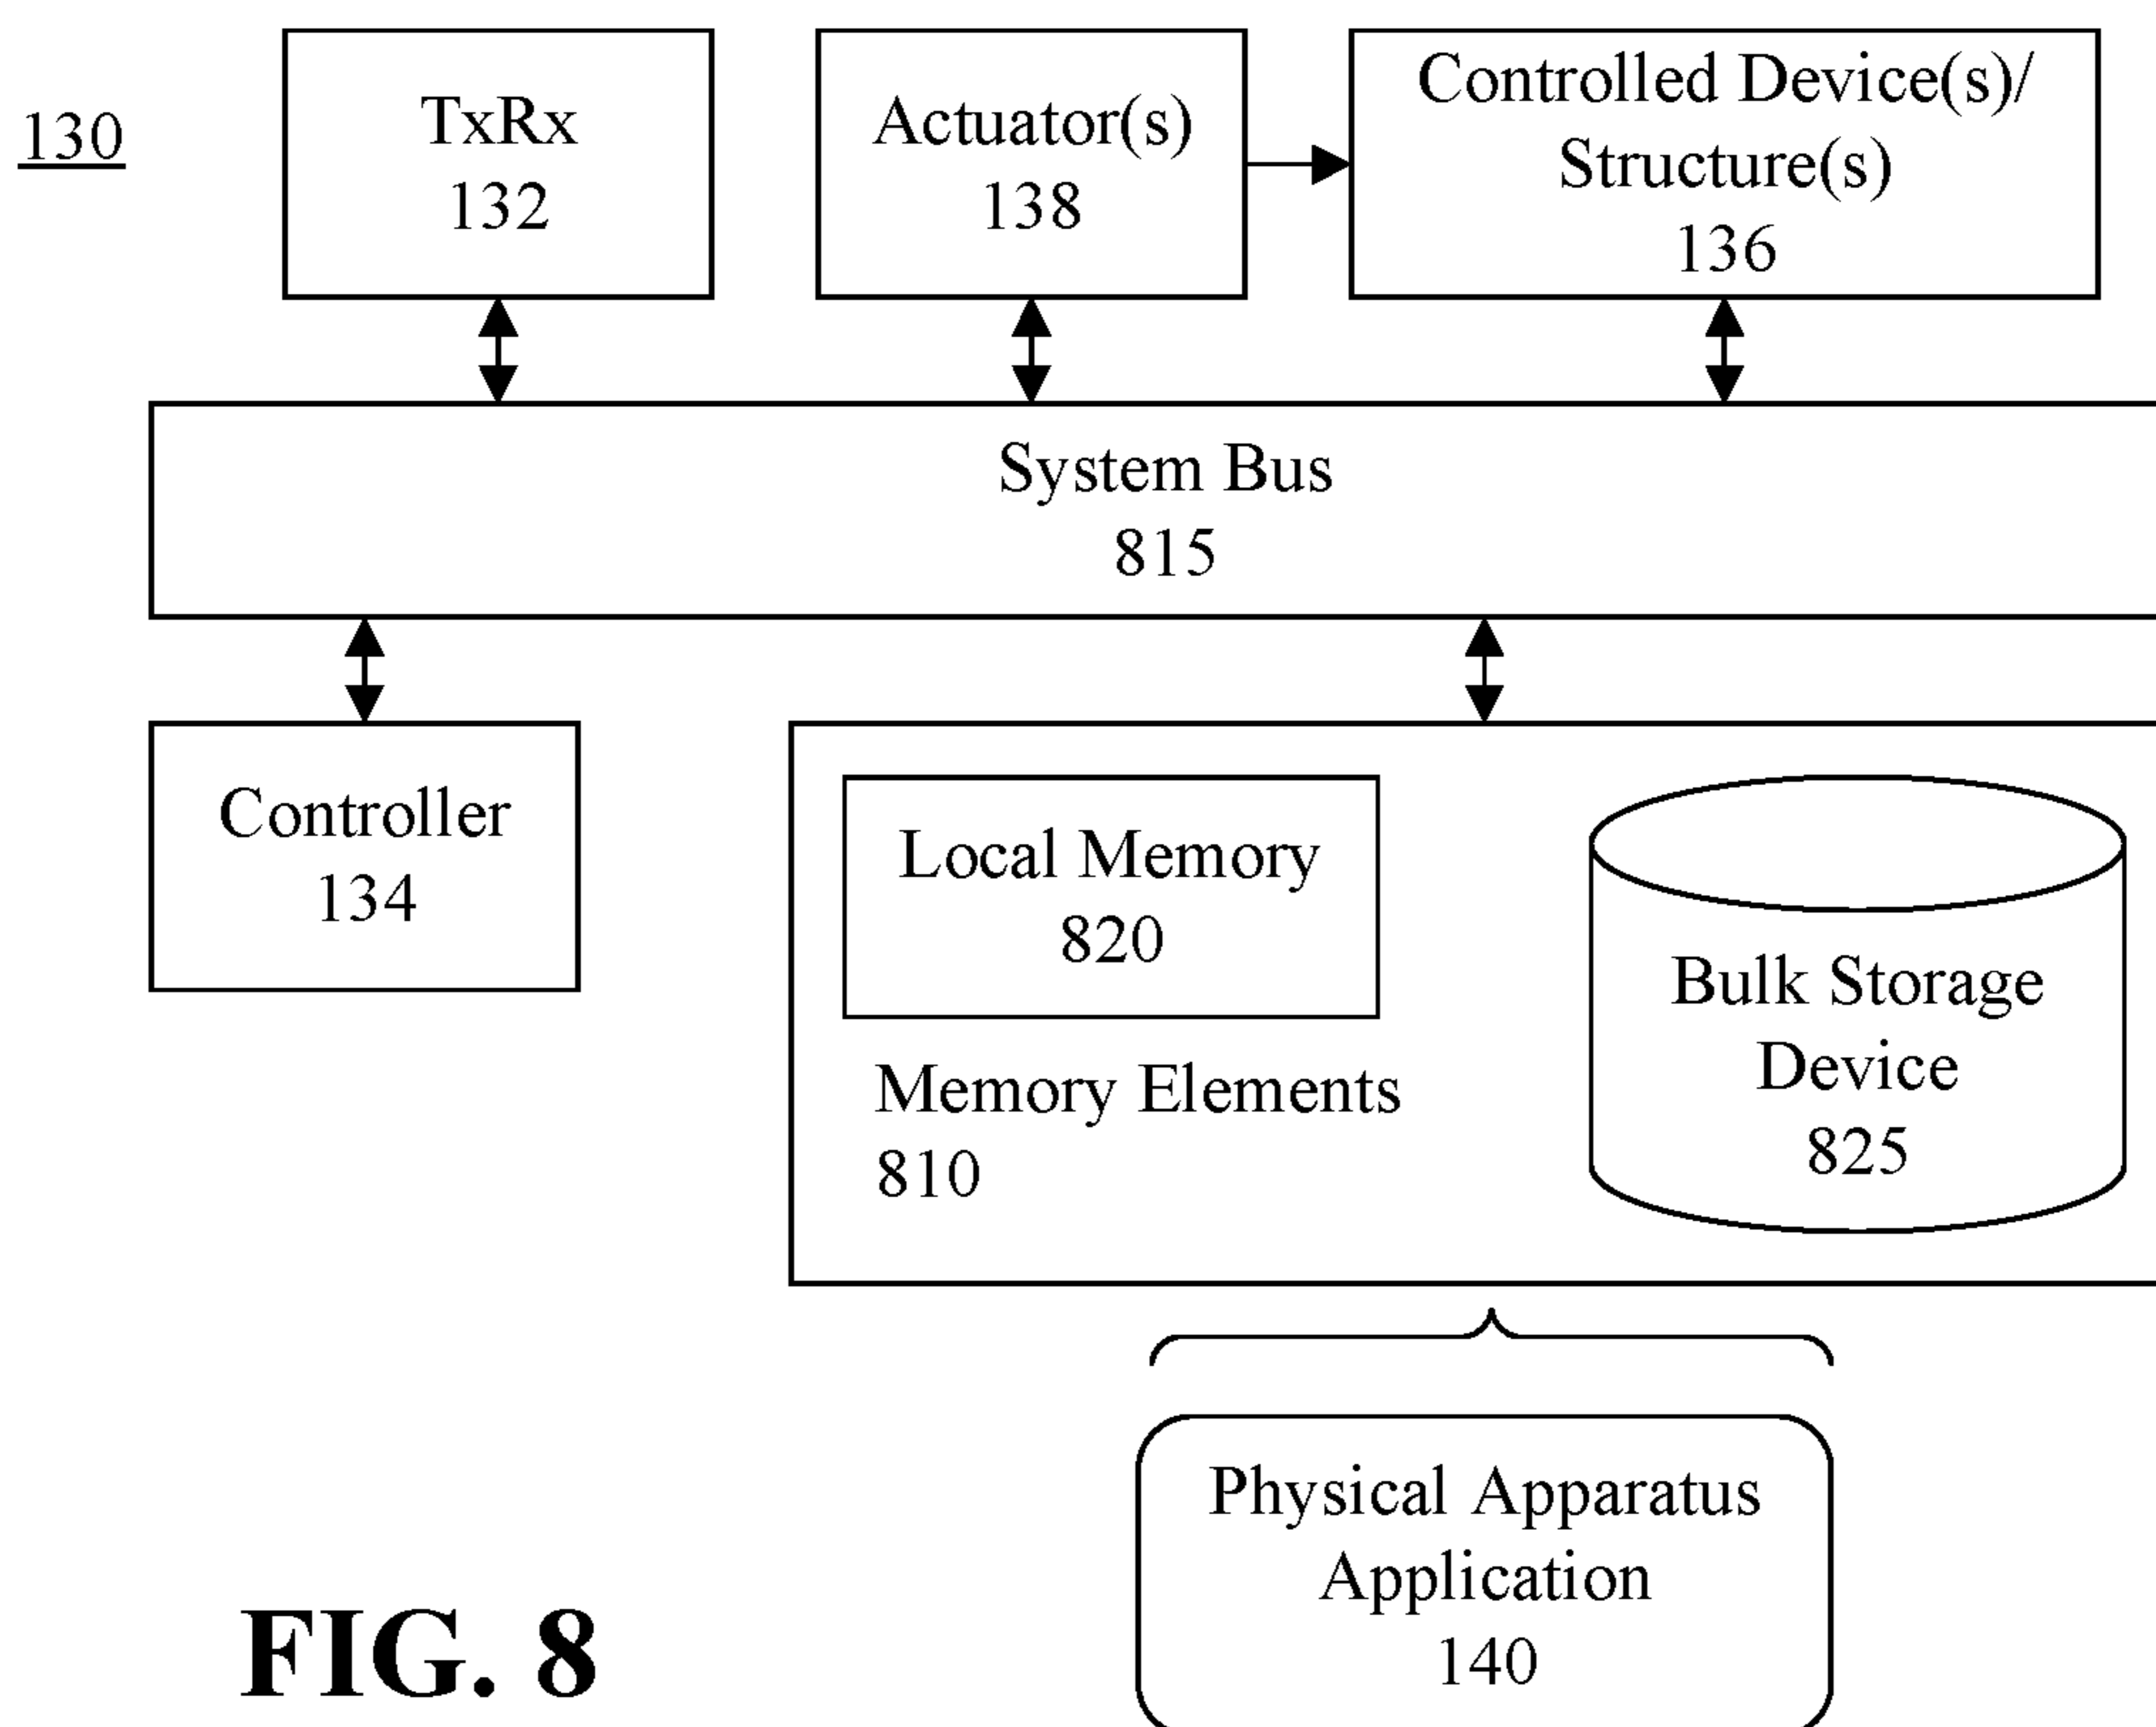 130
TxRx
132
Actuator(s)
138
Controlled Device(s)/
Structure(s)
136
System Bus
815
Controller
134
Local Memory
820
Memory Elements
810
Bulk Storage
Device
825
Physical Apparatus
Application
140
FIG. 8